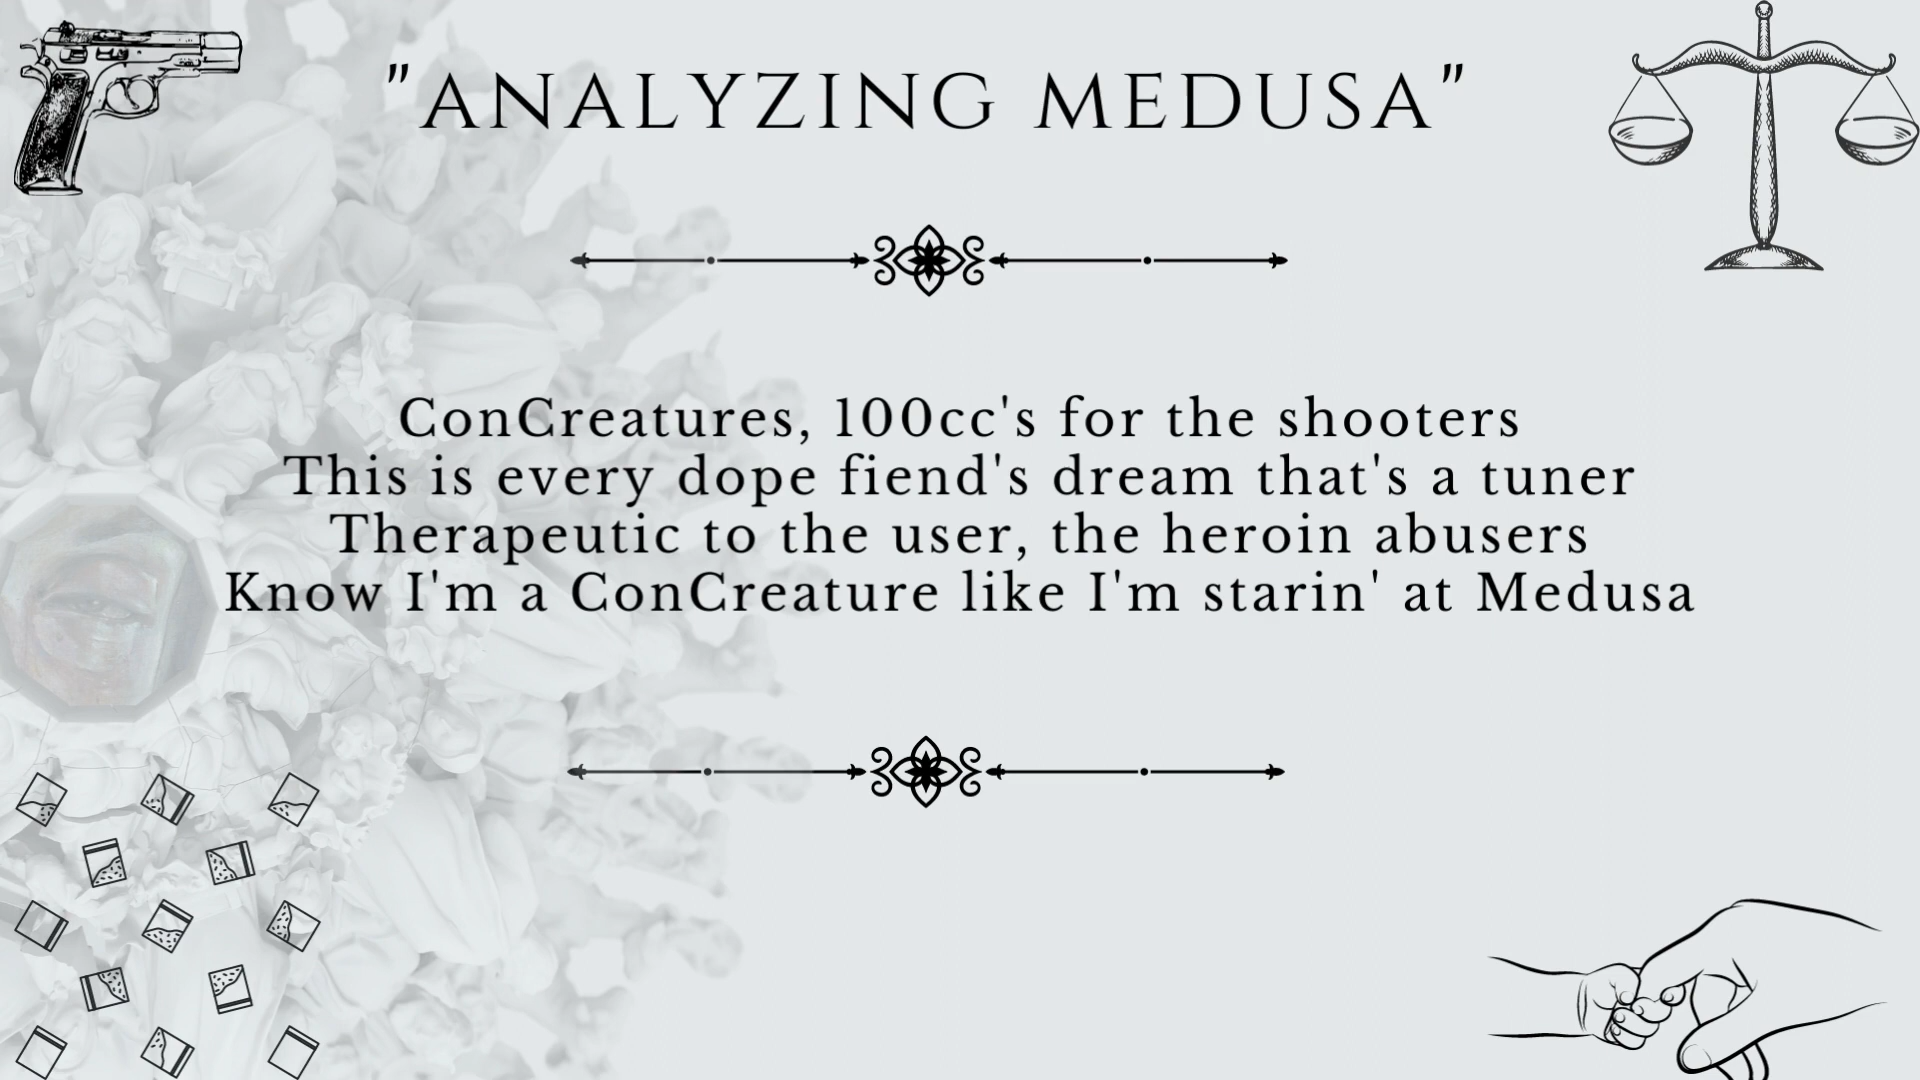 "ANALYZING MEDUSA"
ConCreatures, 100cc's for the shooters
This is every dope fiend's dream that's a tuner
Therapeutic to the user, the heroin abusers
Know I'm a ConCreature like I'm starin' at Medusa